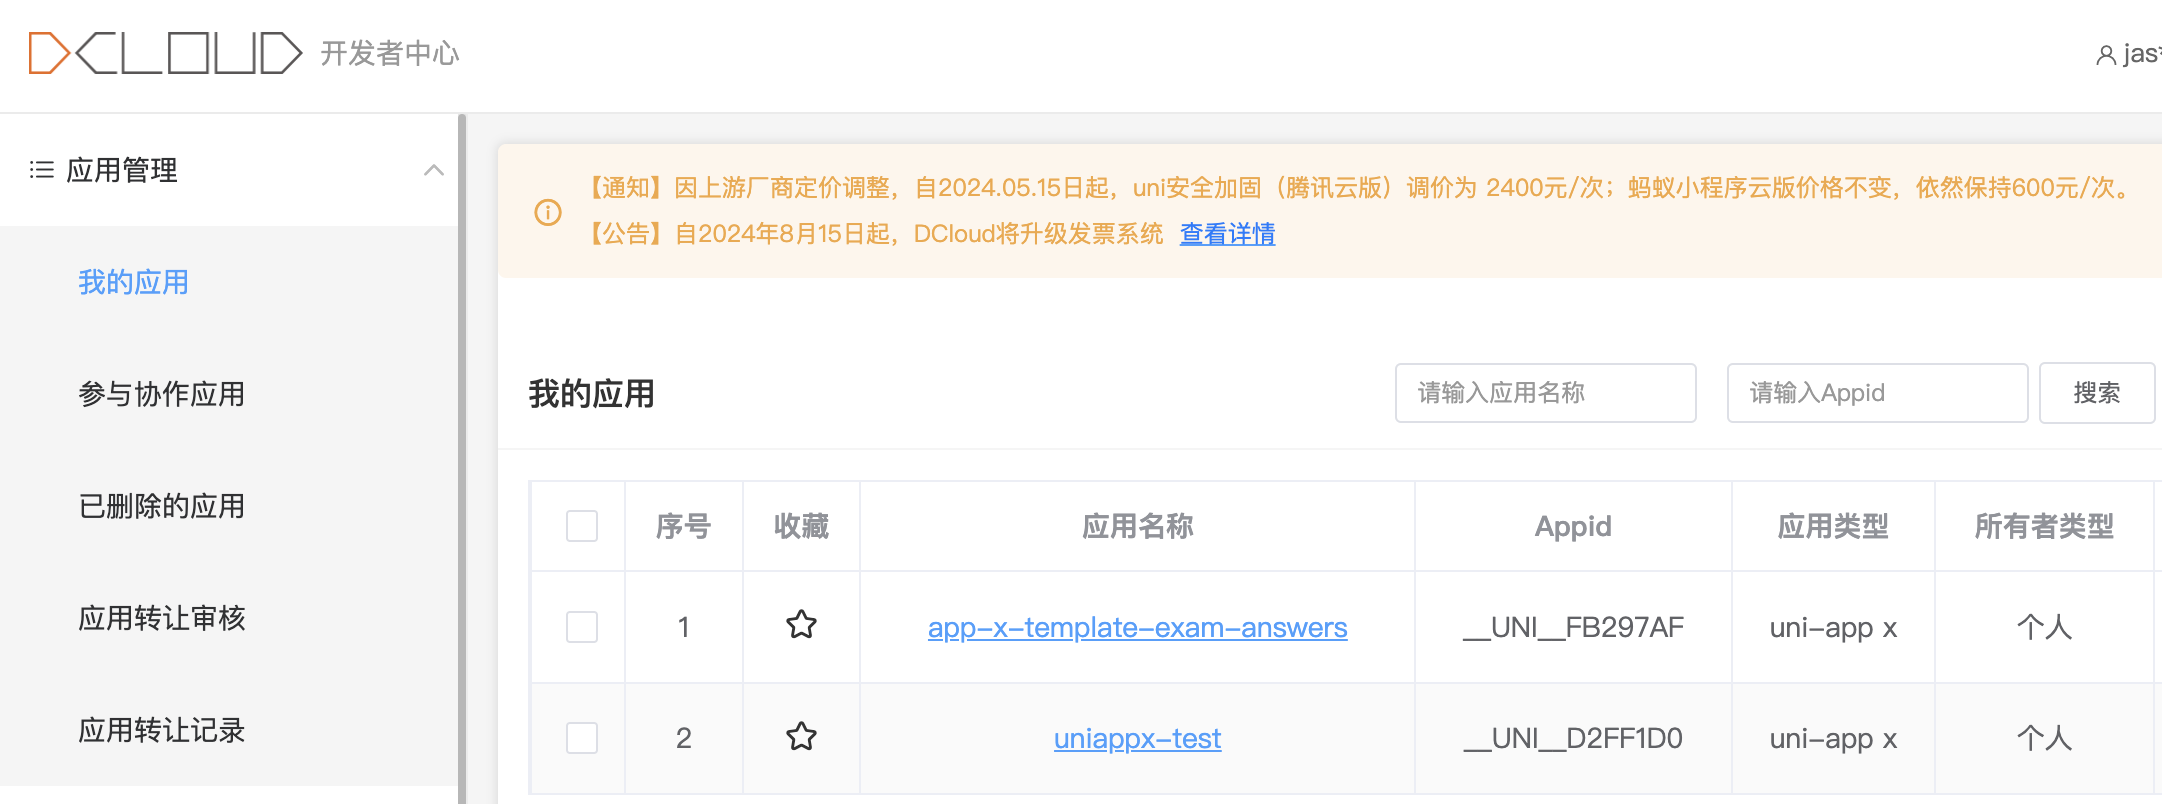 DCLOUD 开发者中心
jas*
应用管理
我的应用
参与协作应用
已删除的应用
应用转让审核
应用转让记录
【通知】因上游厂商定价调整，自2024.05.15日起，uni安全加固（腾讯云版）调价为 2400元/次；蚂蚁小程序云版价格不变，依然保持600元/次。
【公告】自2024年8月15日起，DCloud将升级发票系统 查看详情
我的应用 请输入应用名称 请输入Appid 搜索
序号 收藏 应用名称 Appid 应用类型 所有者类型
1 app-x-template-exam-answers __UNI__FB297AF uni-app x 个人
2 uniappx-test __UNI__D2FF1D0 uni-app x 个人